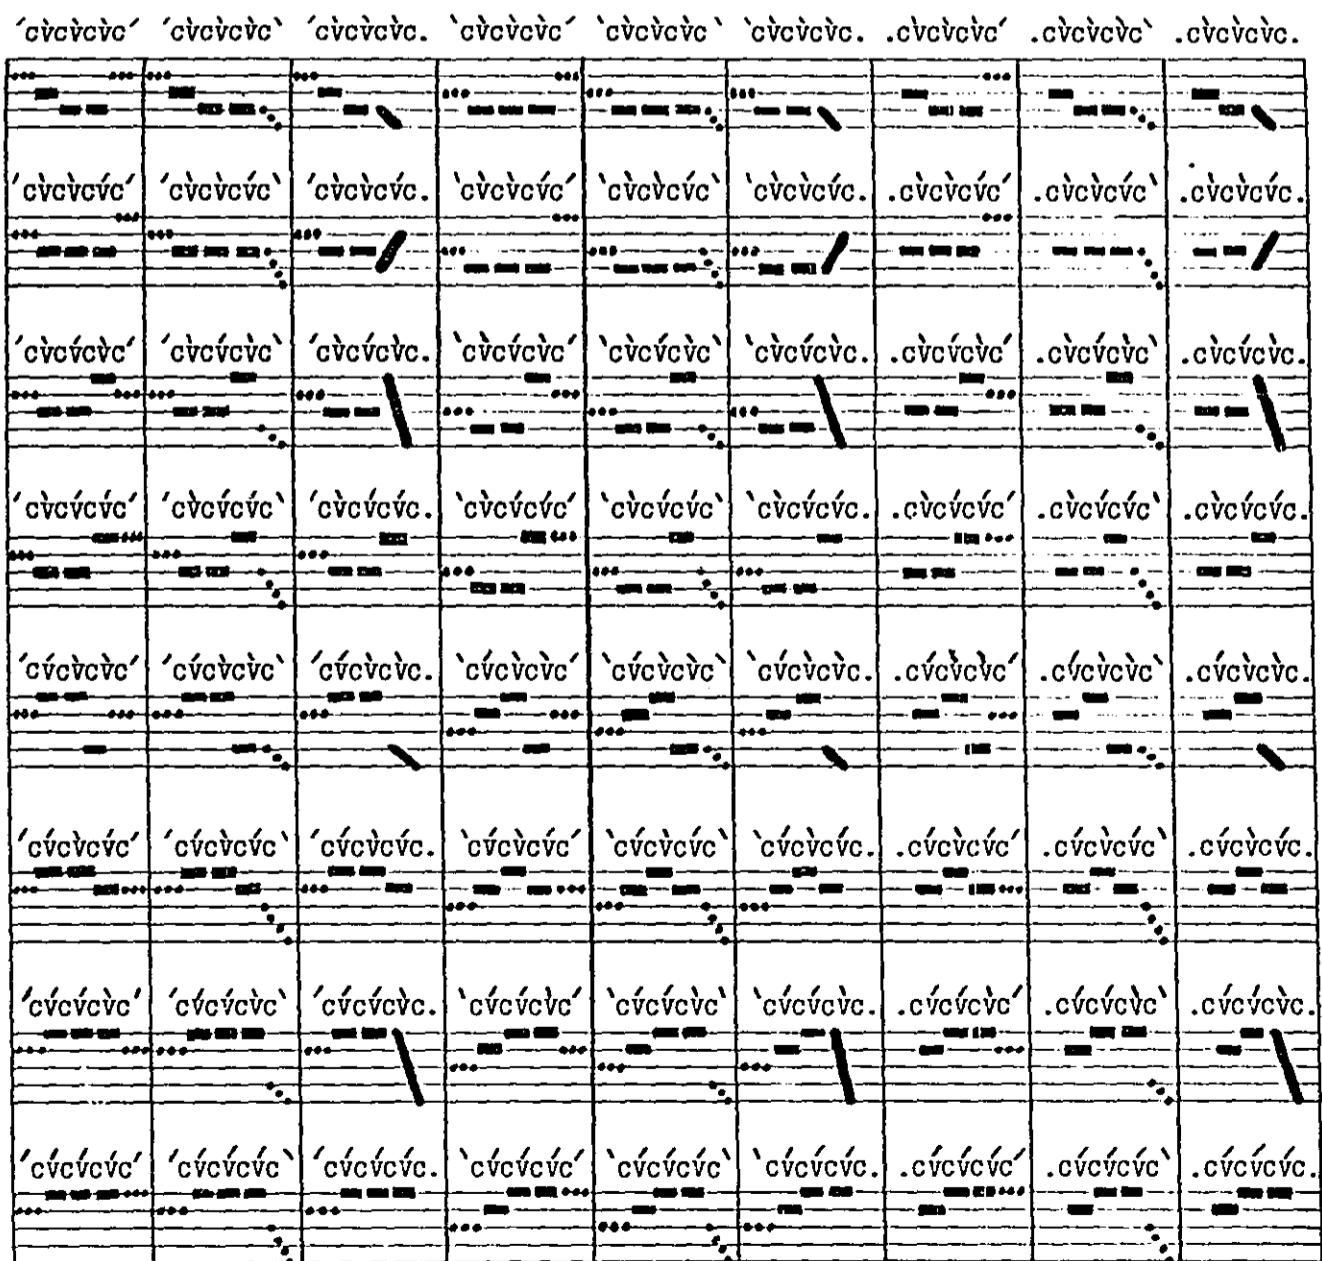 ´cv̀cv̀cv̀c´ ´cv̀cv̀cv̀c` ´cv̀cv̀cv̀c. `cv̀cv̀cv̀c´ `cv̀cv̀cv̀c` `cv̀cv̀cv̀c. .cv̀cv̀cv̀c´ .cv̀cv̀cv̀c` .cv̀cv̀cv̀c.
´cv̀cv̀cv́c´ ´cv̀cv̀cv́c` ´cv̀cv̀cv́c. `cv̀cv̀cv́c´ `cv̀cv̀cv́c` `cv̀cv̀cv́c. .cv̀cv̀cv́c´ .cv̀cv̀cv́c` .cv̀cv̀cv́c.
´cv̀cv́cv̀c´ ´cv̀cv́cv̀c` ´cv̀cv́cv̀c. `cv̀cv́cv̀c´ `cv̀cv́cv̀c` `cv̀cv́cv̀c. .cv̀cv́cv̀c´ .cv̀cv́cv̀c` .cv̀cv́cv̀c.
´cv̀cv́cv́c´ ´cv̀cv́cv́c` ´cv̀cv́cv́c. `cv̀cv́cv́c´ `cv̀cv́cv́c` `cv̀cv́cv́c. .cv̀cv́cv́c´ .cv̀cv́cv́c` .cv̀cv́cv́c.
´cv́cv̀cv̀c´ ´cv́cv̀cv̀c` ´cv́cv̀cv̀c. `cv́cv̀cv̀c´ `cv́cv̀cv̀c` `cv́cv̀cv̀c. .cv́cv̀cv̀c´ .cv́cv̀cv̀c` .cv́cv̀cv̀c.
´cv́cv̀cv́c´ ´cv́cv̀cv́c` ´cv́cv̀cv́c. `cv́cv̀cv́c´ `cv́cv̀cv́c` `cv́cv̀cv́c. .cv́cv̀cv́c´ .cv́cv̀cv́c` .cv́cv̀cv́c.
´cv́cv́cv̀c´ ´cv́cv́cv̀c` ´cv́cv́cv̀c. `cv́cv́cv̀c´ `cv́cv́cv̀c` `cv́cv́cv̀c. .cv́cv́cv̀c´ .cv́cv́cv̀c` .cv́cv́cv̀c.
´cv́cv́cv́c´ ´cv́cv́cv́c` ´cv́cv́cv́c. `cv́cv́cv́c´ `cv́cv́cv́c` `cv́cv́cv́c. .cv́cv́cv́c´ .cv́cv́cv́c` .cv́cv́cv́c.